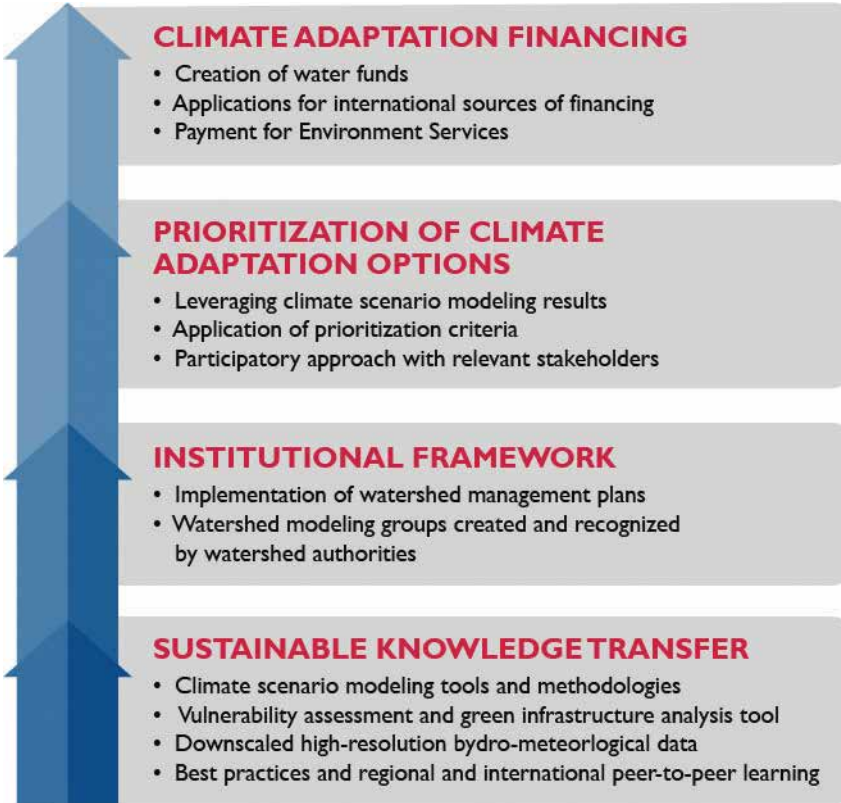 CLIMATE ADAPTATION FINANCING
• Creation of water funds
• Applications for international sources of financing
• Payment for Environment Services
PRIORITIZATION OF CLIMATE
ADAPTATION OPTIONS
• Leveraging climate scenario modeling results
• Application of prioritization criteria
• Participatory approach with relevant stakeholders
INSTITUTIONAL FRAMEWORK
• Implementation of watershed management plans
• Watershed modeling groups created and recognized
by watershed authorities
SUSTAINABLE KNOWLEDGE TRANSFER
• Climate scenario modeling tools and methodologies
• Vulnerability assessment and green infrastructure analysis tool
• Downscaled high-resolution bydro-meteorlogical data
• Best practices and regional and international peer-to-peer learning